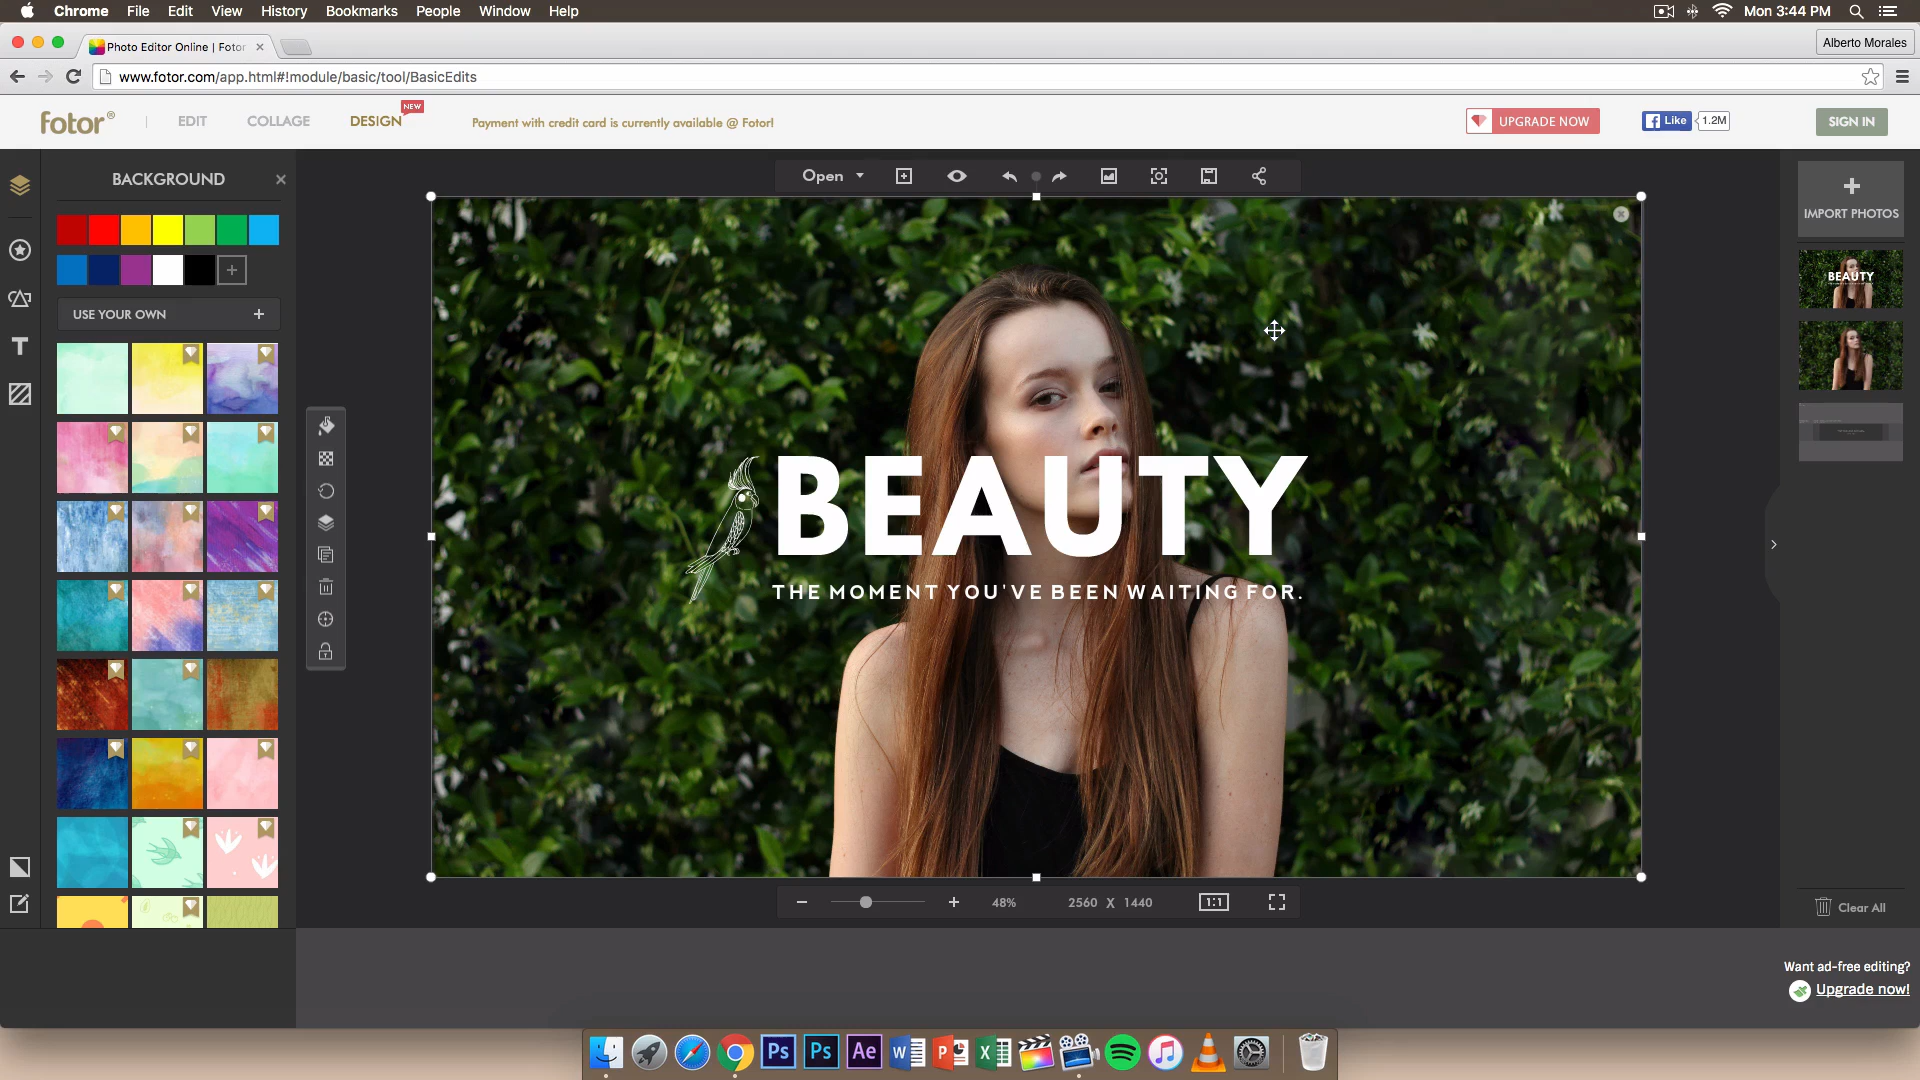 Chrome File Edit View History Bookmarks People Window Help Mon 3:44 PM
Photo Editor Online | Fotor
Alberto Morales
www.fotor.com/app.html#!module/basic/tool/BasicEdits
fotor® EDIT COLLAGE DESIGN NEW Payment with credit card is currently available @ Fotor! UPGRADE NOW Like 1.2M SIGN IN
BACKGROUND
Open
IMPORT PHOTOS
BEAUTY
USE YOUR OWN
T
BEAUTY
THE MOMENT YOU'VE BEEN WAITING FOR.
48% 2560 X 1440 1:1
Clear All
Want ad-free editing?
Upgrade now!
Ps Ps Ae W P X